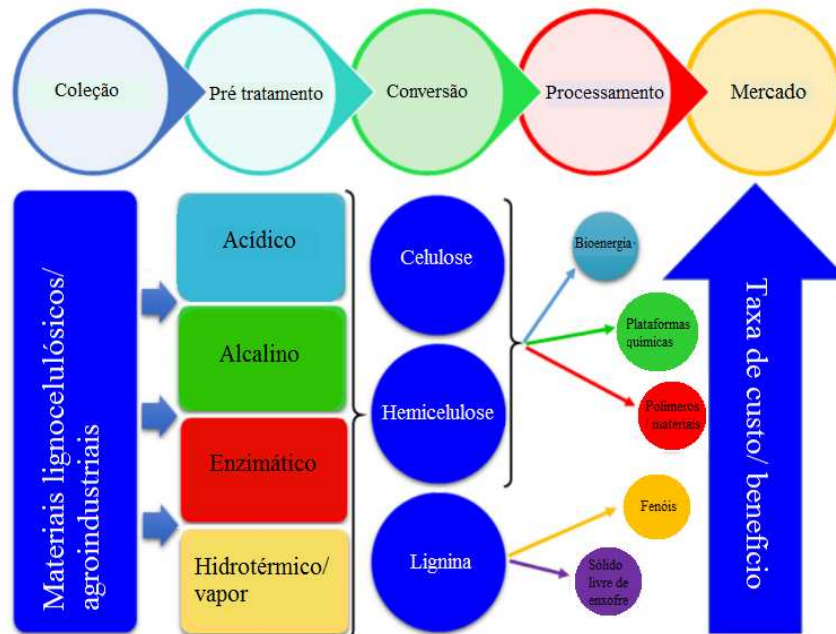 Coleção
Pré tratamento
Conversão
Processamento
Mercado
Materiais lignocelulósicos/
agroindustriais
Acídico
Alcalino
Enzimático
Hidrotérmico/
vapor
Celulose
Hemicelulose
Lignina
Bioenergia
Plataformas
químicas
Polímeros
/ materiais
Fenóis
Sólido
livre de
enxofre
Taxa de custo/ beneficio